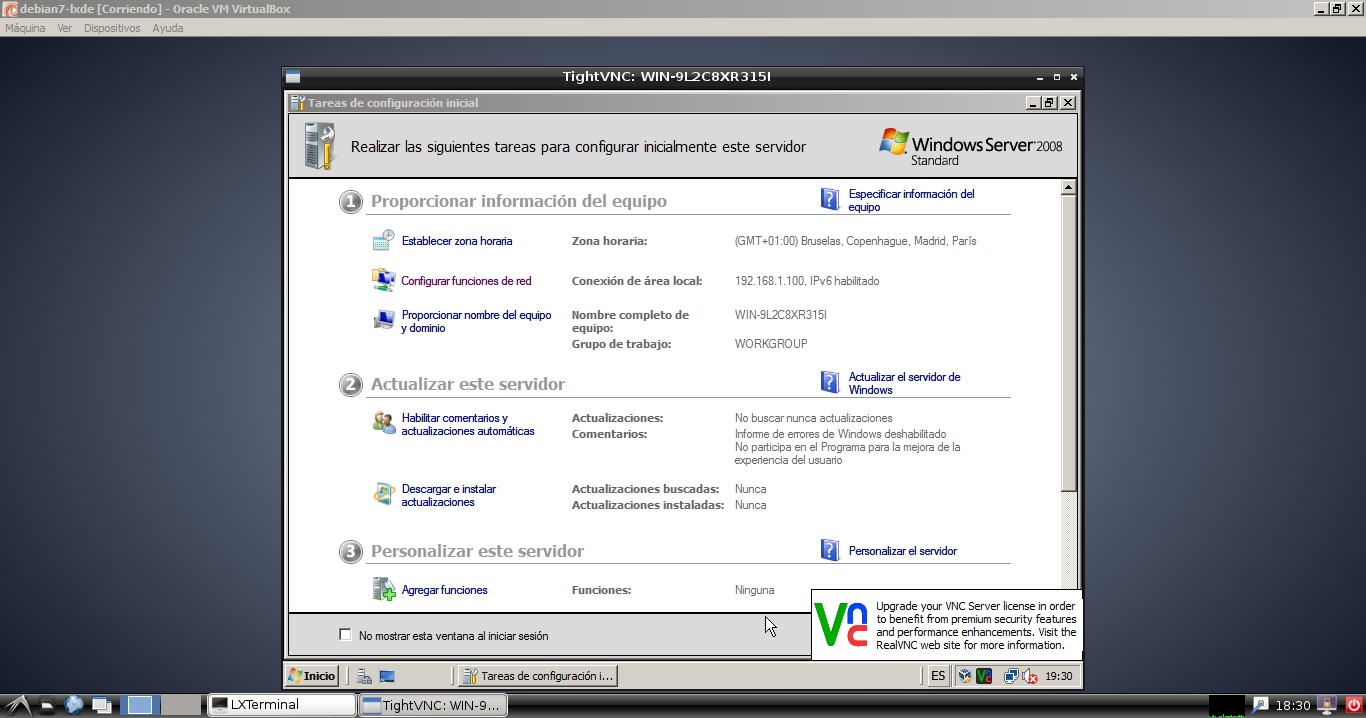 debian7-lxde [Corriendo] - Oracle VM VirtualBox
Máquina Ver Dispositivos Ayuda
TightVNC: WIN-9L2C8XR315I
Tareas de configuración inicial
Realizar las siguientes tareas para configurar inicialmente este servidor
Windows Server 2008
Standard
1 Proporcionar información del equipo
Especificar información del
equipo
Establecer zona horaria Zona horaria: (GMT+01:00) Bruselas, Copenhague, Madrid, París
Configurar funciones de red Conexión de área local: 192.168.1.100, IPv6 habilitado
Proporcionar nombre del equipo
y dominio
Nombre completo de
equipo:
WIN-9L2C8XR315I
Grupo de trabajo: WORKGROUP
2 Actualizar este servidor
Actualizar el servidor de
Windows
Habilitar comentarios y
actualizaciones automáticas
Actualizaciones: No buscar nunca actualizaciones
Comentarios: Informe de errores de Windows deshabilitado
No participa en el Programa para la mejora de la
experiencia del usuario
Descargar e instalar
actualizaciones
Actualizaciones buscadas: Nunca
Actualizaciones instaladas: Nunca
3 Personalizar este servidor
Personalizar el servidor
Agregar funciones Funciones: Ninguna
No mostrar esta ventana al iniciar sesión
Vnc
Upgrade your VNC Server license in order
to benefit from premium security features
and performance enhancements. Visit the
RealVNC web site for more information.
Inicio Tareas de configuración i... ES 19:30
LXTerminal TightVNC: WIN-9... 18:30